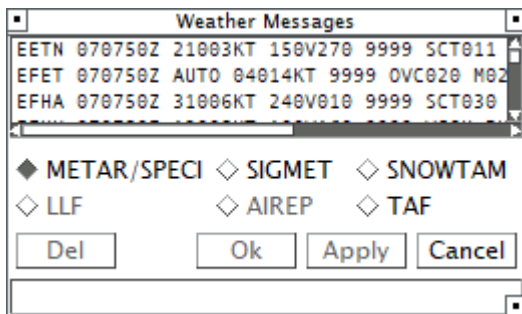 Weather Messages
EETN 070750Z 21003KT 150V270 9999 SCT011
EFET 070750Z AUTO 04014KT 9999 OVC020 M02
EFHA 070750Z 31006KT 240V010 9999 SCT030
METAR/SPECI SIGMET SNOWTAM
LLF AIREP TAF
Del Ok Apply Cancel